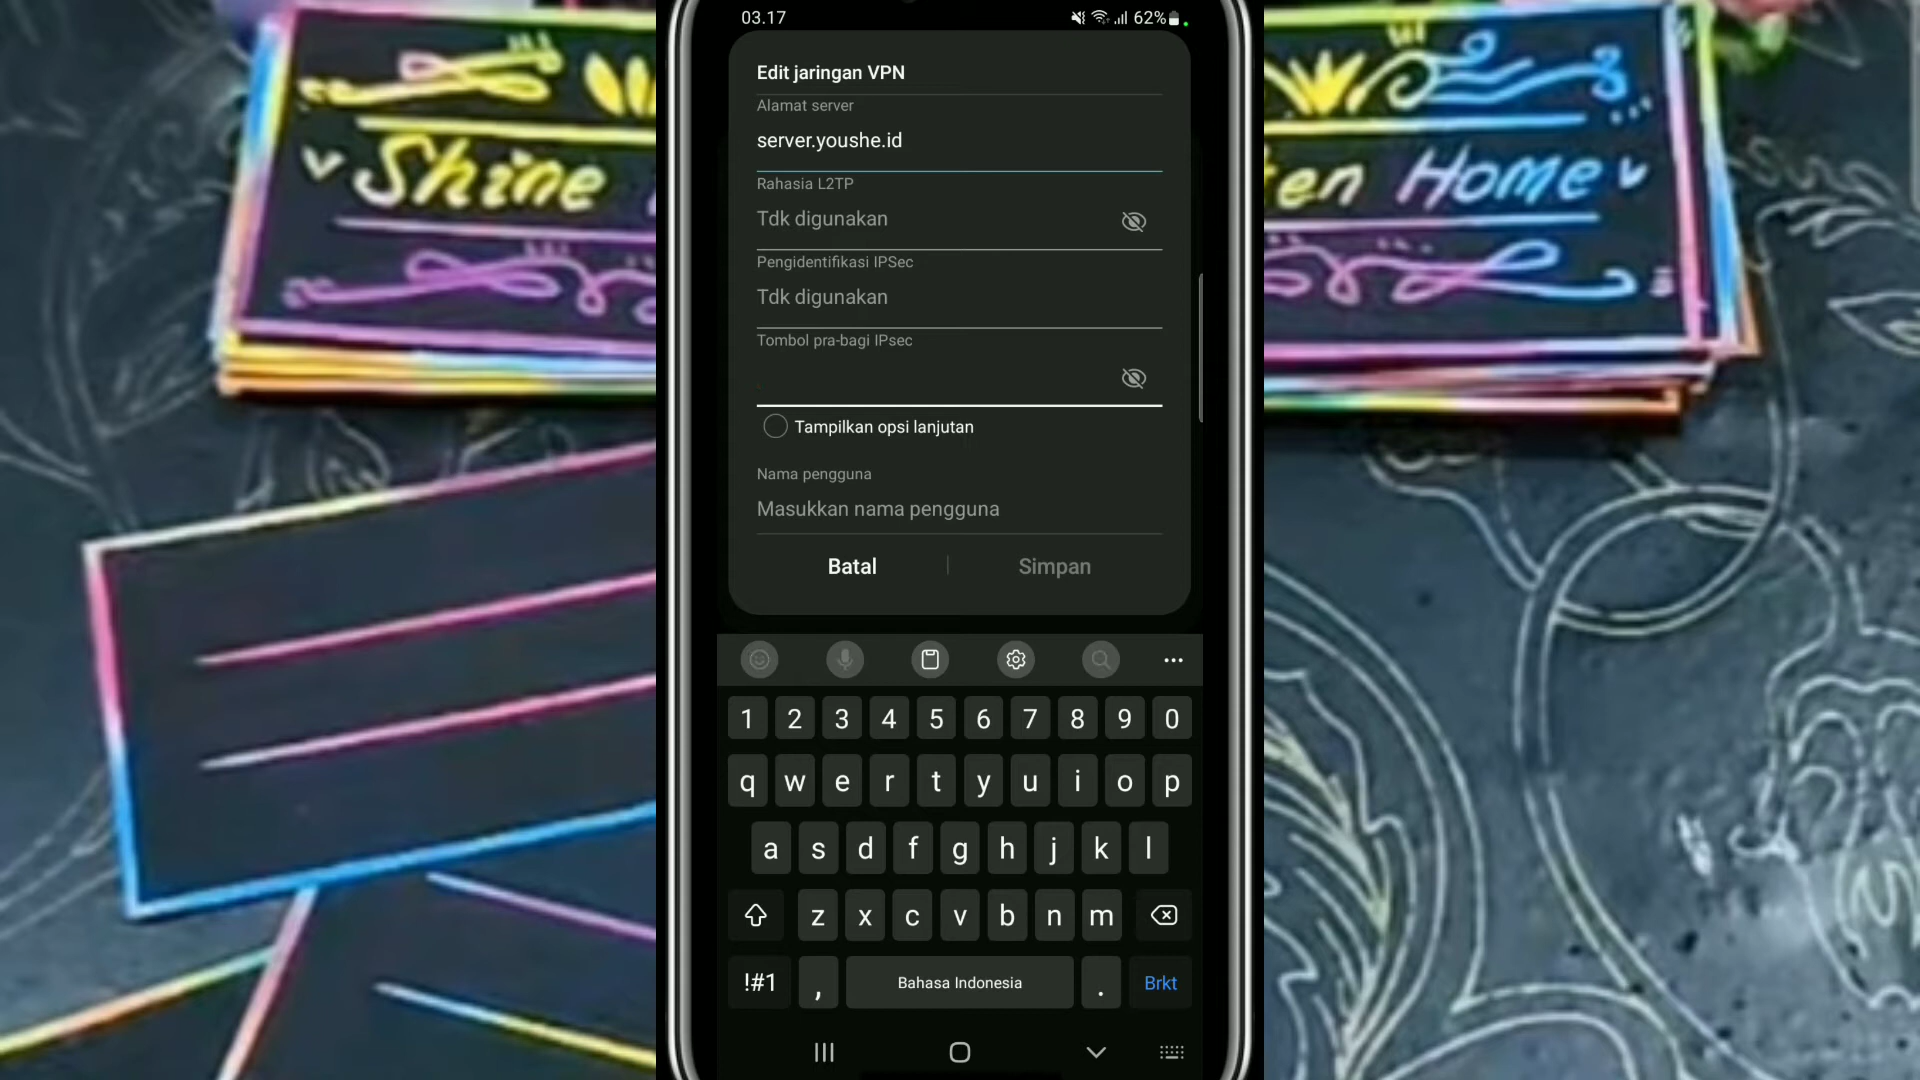 03.17
62%
Edit jaringan VPN
Alamat server
server.youshe.id
Rahasia L2TP
Tdk digunakan
Pengidentifikasi IPSec
Tdk digunakan
Tombol pra-bagi IPsec
Tampilkan opsi lanjutan
Nama pengguna
Masukkan nama pengguna
Batal
Simpan
1 2 3 4 5 6 7 8 9 0
q w e r t y u i o p
a s d f g h j k l
z x c v b n m
!#1 , Bahasa Indonesia . Brkt
Shine
Home